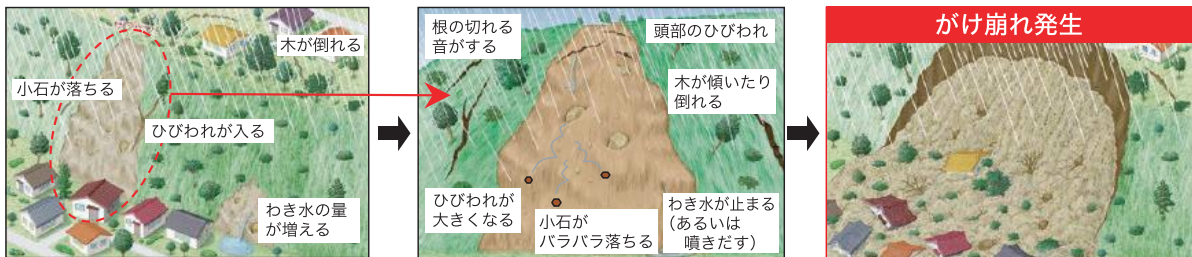 木が倒れる
小石が落ちる
ひびわれが入る
わき水の量
が増える
根の切れる
音がする
頭部のひびわれ
木が傾いたり
倒れる
ひびわれが
大きくなる
小石が
バラバラ落ちる
わき水が止まる
(あるいは
噴きだす)
がけ崩れ発生